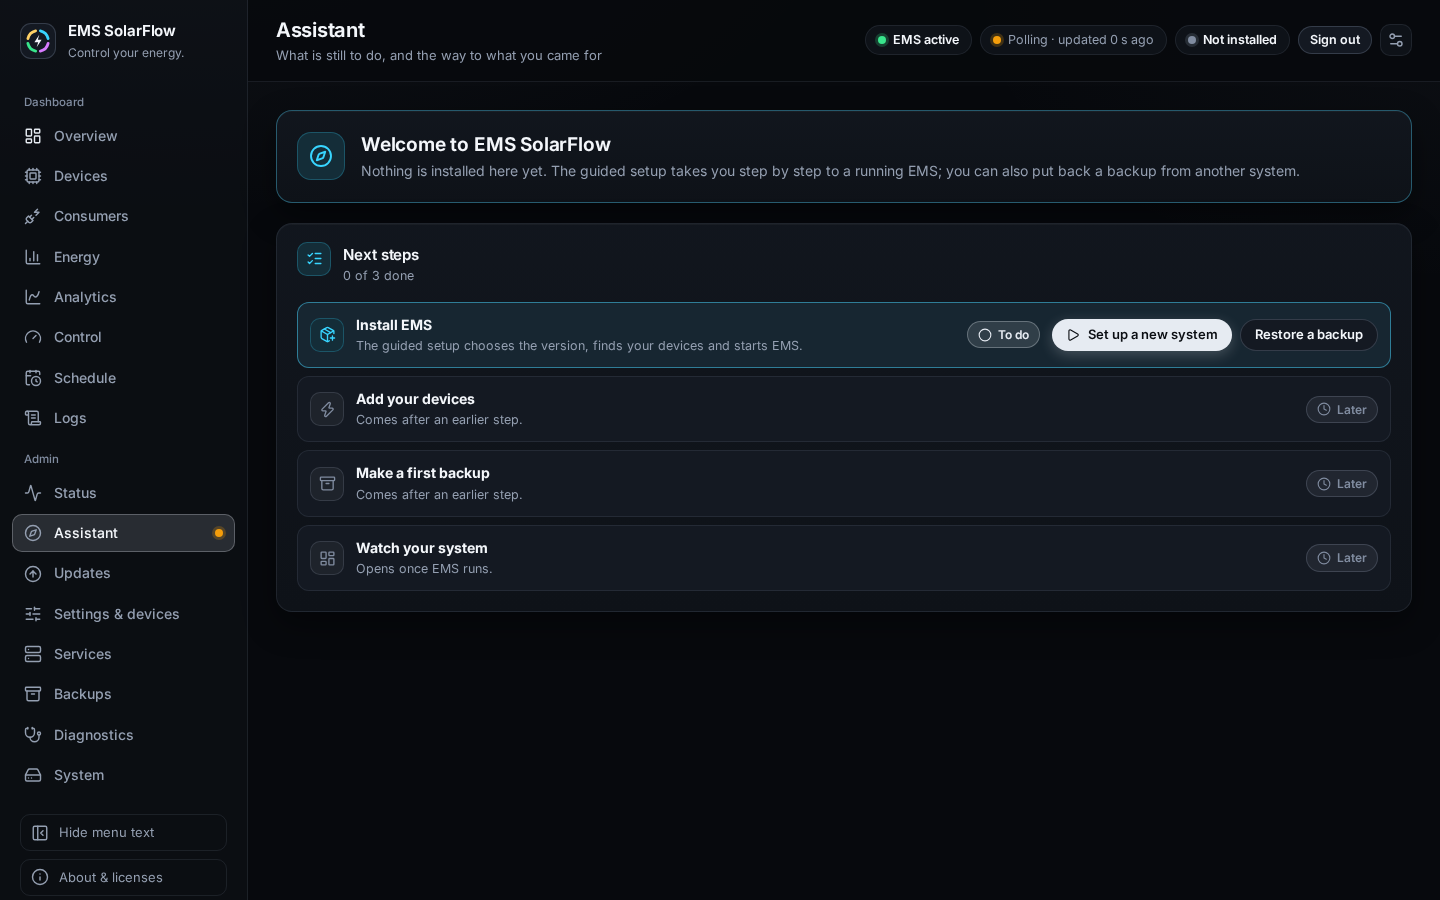 EMS SolarFlow
Control your energy.
Dashboard
Overview
Devices
Consumers
Energy
Analytics
Control
Schedule
Logs
Admin
Status
Assistant
Updates
Settings & devices
Services
Backups
Diagnostics
System
Hide menu text
About & licenses
Assistant
What is still to do, and the way to what you came for
EMS active
Polling · updated 0 s ago
Not installed
Sign out
Welcome to EMS SolarFlow
Nothing is installed here yet. The guided setup takes you step by step to a running EMS; you can also put back a backup from another system.
Next steps
0 of 3 done
Install EMS
The guided setup chooses the version, finds your devices and starts EMS.
To do
Set up a new system
Restore a backup
Add your devices
Comes after an earlier step.
Later
Make a first backup
Comes after an earlier step.
Later
Watch your system
Opens once EMS runs.
Later